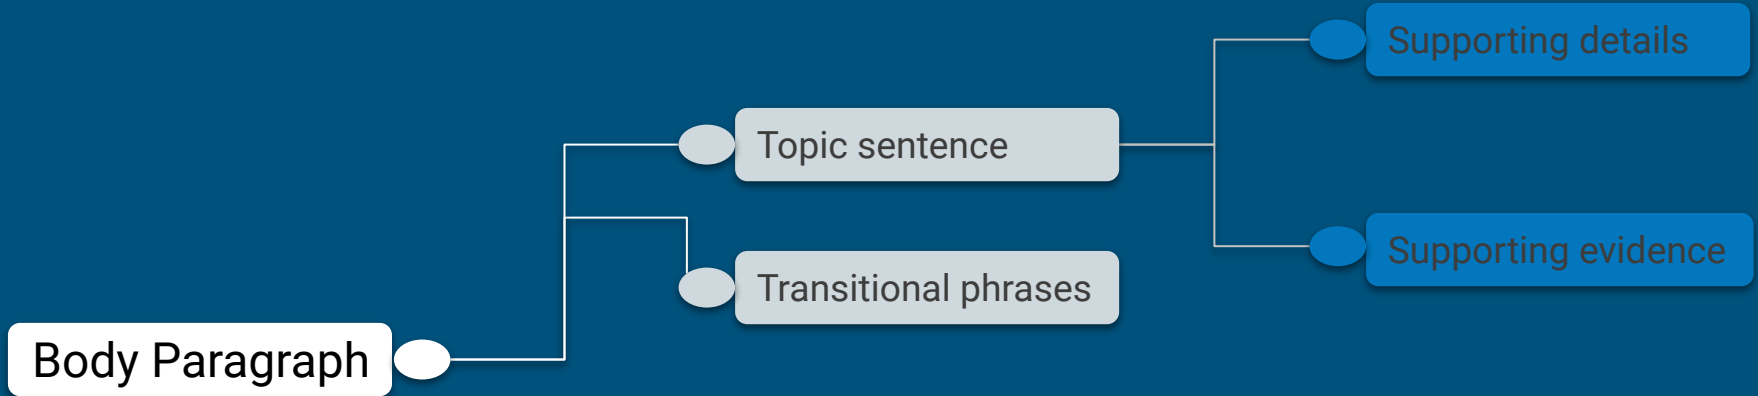 Supporting details
Topic sentence
Supporting evidence
Transitional phrases
Body Paragraph